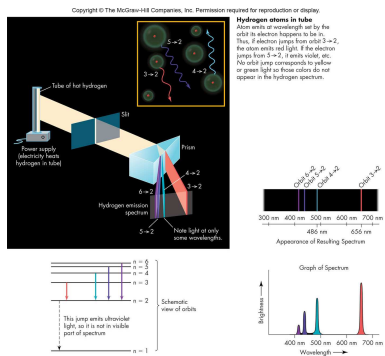 Copyright © The McGraw-Hill Companies, Inc. Permission required for reproduction or display.
Hydrogen atoms in tube
Atom emits at wavelength set by the
orbit its electron happens to be in.
Thus, if electron jumps from orbit 3→2,
the atom emits red light. If the electron
jumps from 5→2, it emits violet, etc.
No orbit jump corresponds to yellow
or green light so those colors do not
appear in the hydrogen spectrum.
5→2
3→2
4→2
Tube of hot hydrogen
Slit
Prism
Power supply
(electricity heats
hydrogen in tube)
4→2
3→2
6→2
Hydrogen emission
spectrum
5→2
Note light at only
some wavelengths.
Orbit 6→2
Orbit 5→2
Orbit 4→2
Orbit 3→2
300 nm
400 nm
500 nm
600 nm
700 nm
486 nm
656 nm
Appearance of Resulting Spectrum
n = 6
n = 5
n = 4
n = 3
n = 2
Schematic
view of orbits
This jump emits ultraviolet
light, so it is not in visible
part of spectrum
n = 1
Graph of Spectrum
Brightness
400 nm
500 nm
600 nm
700 nm
Wavelength